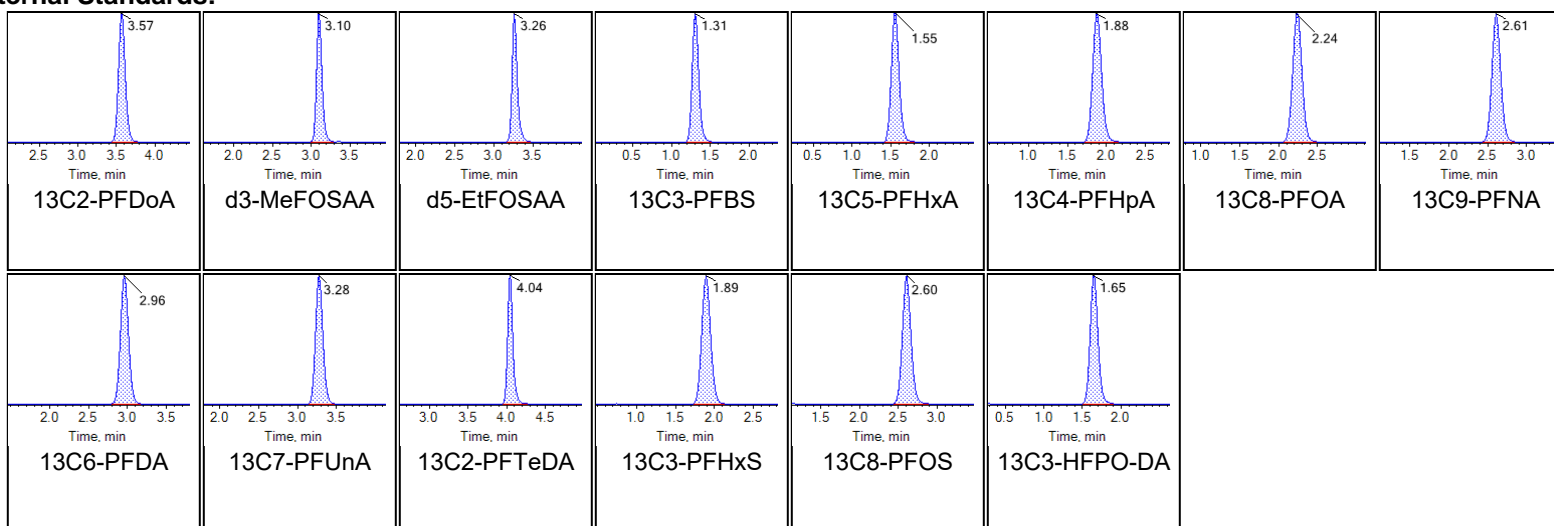 ternal Standards:
3.57 3.10 3.26 1.31 1.55 1.88 2.24 2.61
2.5 3.0 3.5 4.0 2.0 2.5 3.0 3.5 2.0 2.5 3.0 3.5 0.5 1.0 1.5 2.0 0.5 1.0 1.5 2.0 1.0 1.5 2.0 2.5 1.0 1.5 2.0 2.5 1.5 2.0 2.5 3.0
Time, min Time, min Time, min Time, min Time, min Time, min Time, min Time, min
13C2-PFDoA d3-MeFOSAA d5-EtFOSAA 13C3-PFBS 13C5-PFHxA 13C4-PFHpA 13C8-PFOA 13C9-PFNA
2.96 3.28 4.04 1.89 2.60 1.65
2.0 2.5 3.0 3.5 2.0 2.5 3.0 3.5 3.0 3.5 4.0 4.5 1.0 1.5 2.0 2.5 1.5 2.0 2.5 3.0 0.5 1.0 1.5 2.0
Time, min Time, min Time, min Time, min Time, min Time, min
13C6-PFDA 13C7-PFUnA 13C2-PFTeDA 13C3-PFHxS 13C8-PFOS 13C3-HFPO-DA